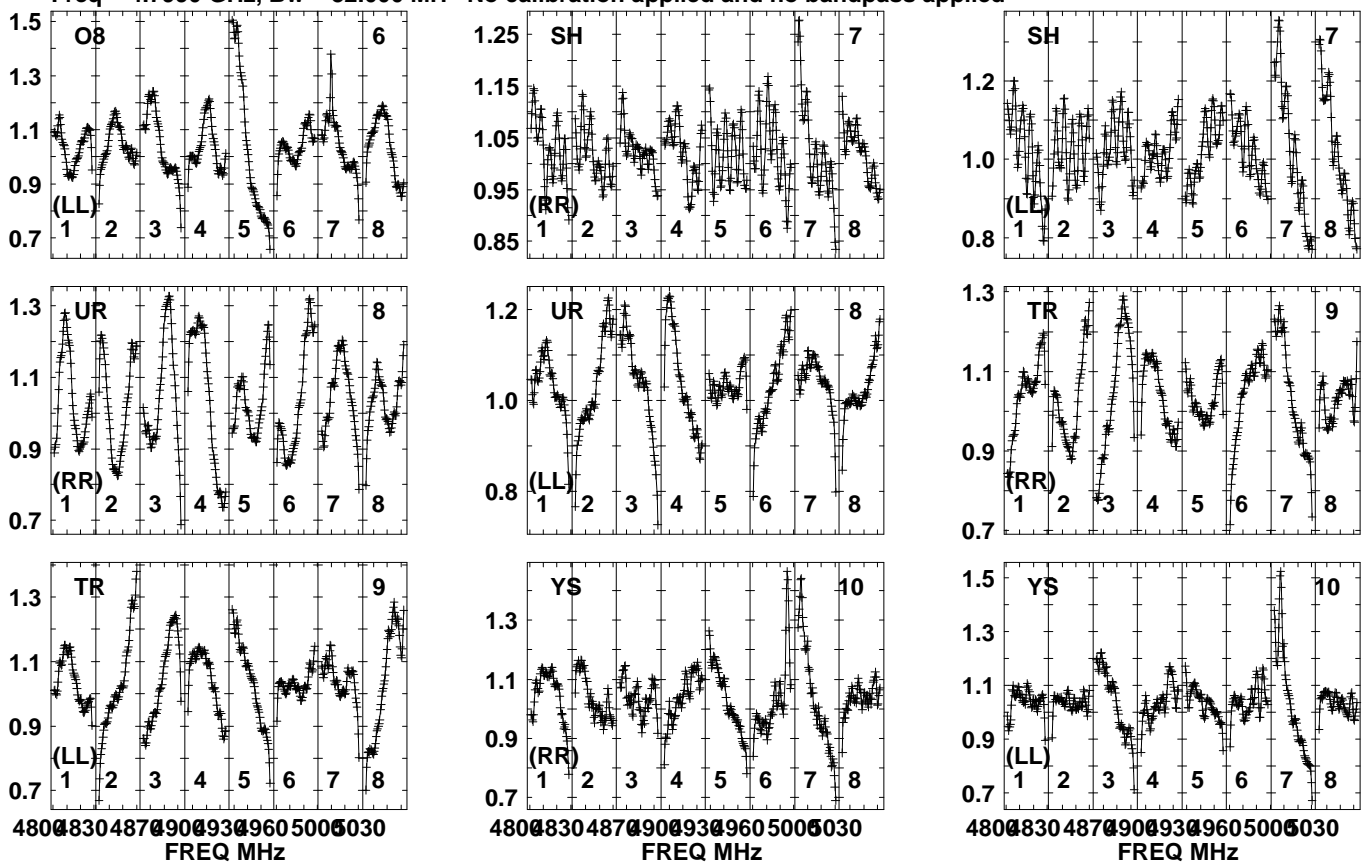 Freq = GHz, Bw = MH No calibration applied and no bandpass applied
O8 6
1.5
1.3
1.1
0.9
0.7
(LL)
1 2 3 4 5 6 7 8
SH 7
1.25
1.15
1.05
0.95
0.85
(RR)
1 2 3 4 5 6 7 8
SH 7
1.2
1.0
0.8
(LL)
1 2 3 4 5 6 7 8
UR 8
1.3
1.1
0.9
0.7
(RR)
1 2 3 4 5 6 7 8
UR 8
1.2
1.0
0.8
(LL)
1 2 3 4 5 6 7 8
TR 9
1.3
1.1
0.9
0.7
(RR)
1 2 3 4 5 6 7 8
TR 9
1.3
1.1
0.9
0.7
(LL)
1 2 3 4 5 6 7 8
4800 4830 4870 4900 4930 4960 5000 5030
FREQ MHz
YS 10
1.3
1.1
0.9
0.7
(RR)
1 2 3 4 5 6 7 8
YS 10
1.5
1.3
1.1
0.9
0.7
(LL)
1 2 3 4 5 6 7 8
4800 4830 4870 4900 4930 4960 5000 5030
FREQ MHz
4800 4830 4870 4900 4930 4960 5000 5030
FREQ MHz